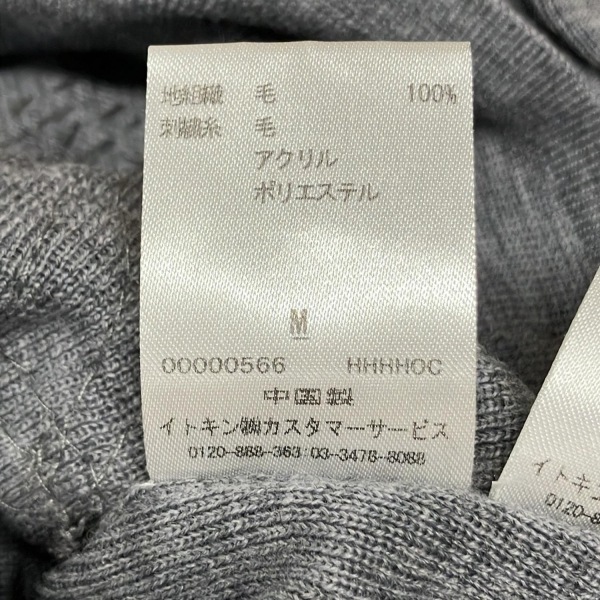 地組織 毛 100%
刺繍糸 毛
アクリル
ポリエステル
M
00000566 HHHHOC
中国製
イトキン㈱カスタマーサービス
0120-888-363 03-3478-8088
イトキン
0120-8